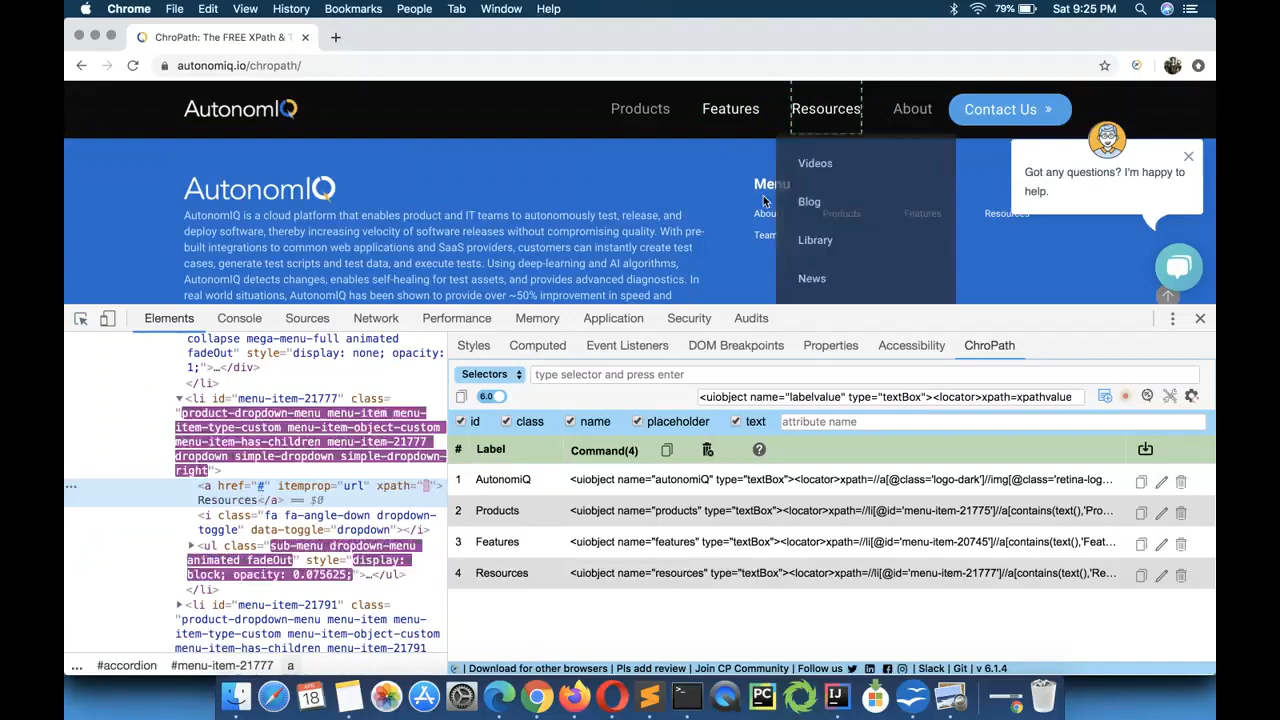 Chrome File Edit View History Bookmarks People Tab Window Help 79% Sat 9:25 PM
ChroPath: The FREE XPath &
autonomiq.io/chropath/
AutonomIQ Products Features Resources About Contact Us »
Videos
Blog
Library
News
Got any questions? I'm happy to
help.
AutonomIQ
AutonomIQ is a cloud platform that enables product and IT teams to autonomously test, release, and
deploy software, thereby increasing velocity of software releases without compromising quality. With pre-
built integrations to common web applications and SaaS providers, customers can instantly create test
cases, generate test scripts and test data, and execute tests. Using deep-learning and AI algorithms,
AutonomIQ detects changes, enables self-healing for test assets, and provides advanced diagnostics. In
real world situations, AutonomIQ has been shown to provide over ~50% improvement in speed and
Menu
Abou Products Features Resources
Team
Elements Console Sources Network Performance Memory Application Security Audits
collapse mega-menu-full animated
fadeOut" style="display: none; opacity:
1;">…</div>
</li>
<li id="menu-item-21777" class=
"product-dropdown-menu menu-item menu-
item-type-custom menu-item-object-custom
menu-item-has-children menu-item-21777
dropdown simple-dropdown simple-dropdown-
right">
… <a href="#" itemprop="url" xpath="1">
Resources</a> == $0
<i class="fa fa-angle-down dropdown-
toggle" data-toggle="dropdown"></i>
<ul class="sub-menu dropdown-menu
animated fadeOut" style="display:
block; opacity: 0.075625;">…</ul>
</li>
<li id="menu-item-21791" class=
"product-dropdown-menu menu-item menu-
item-type-custom menu-item-object-custom
menu-item-has-children menu-item-21791
... #accordion #menu-item-21777 a
Styles Computed Event Listeners DOM Breakpoints Properties Accessibility ChroPath
Selectors type selector and press enter
6.0 <uiobject name="labelvalue" type="textBox"><locator>xpath=xpathvalue
id class name placeholder text attribute name
# Label Command(4) ?
1 AutonomiQ <uiobject name="autonomiQ" type="textBox"><locator>xpath=//a[@class='logo-dark']//img[@class='retina-log...
2 Products <uiobject name="products" type="textBox"><locator>xpath=//li[@id='menu-item-21775']//a[contains(text(),'Pro...
3 Features <uiobject name="features" type="textBox"><locator>xpath=//li[@id='menu-item-20745']//a[contains(text(),'Feat...
4 Resources <uiobject name="resources" type="textBox"><locator>xpath=//li[@id='menu-item-21777']//a[contains(text(),'Re...
| Download for other browsers | Pls add review | Join CP Community | Follow us | Slack | Git | v 6.1.4
APR
18
PC
IJ